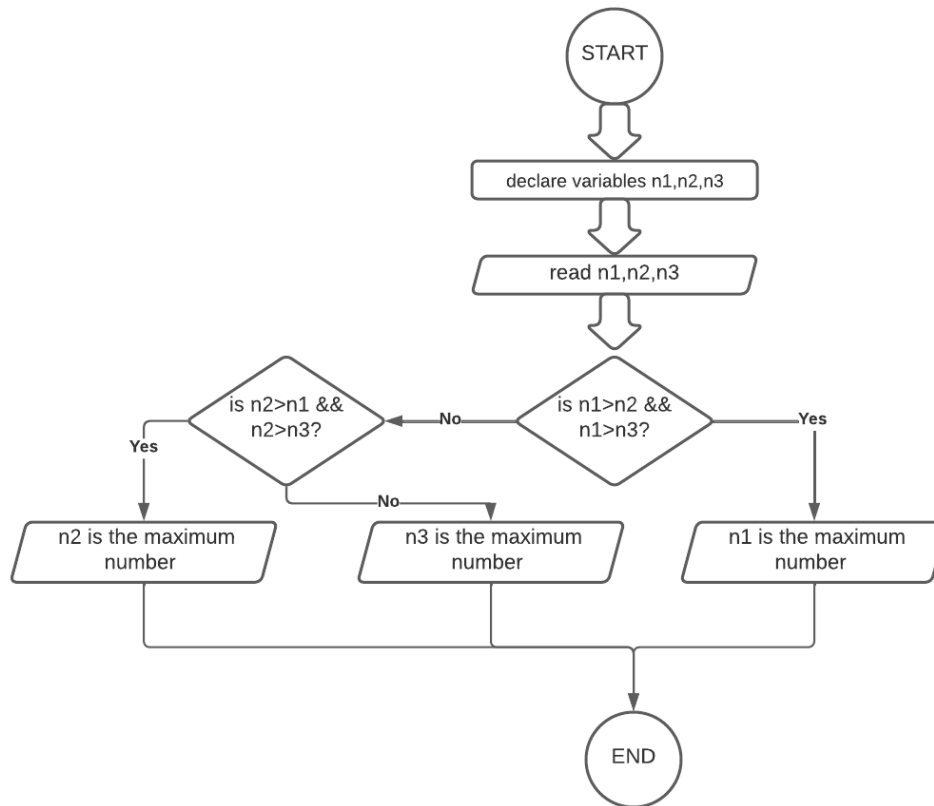 START
declare variables n1,n2,n3
read n1,n2,n3
is n2>n1 &&
n2>n3?
No
is n1>n2 &&
n1>n3?
Yes
Yes
No
n2 is the maximum
number
n3 is the maximum
number
n1 is the maximum
number
END